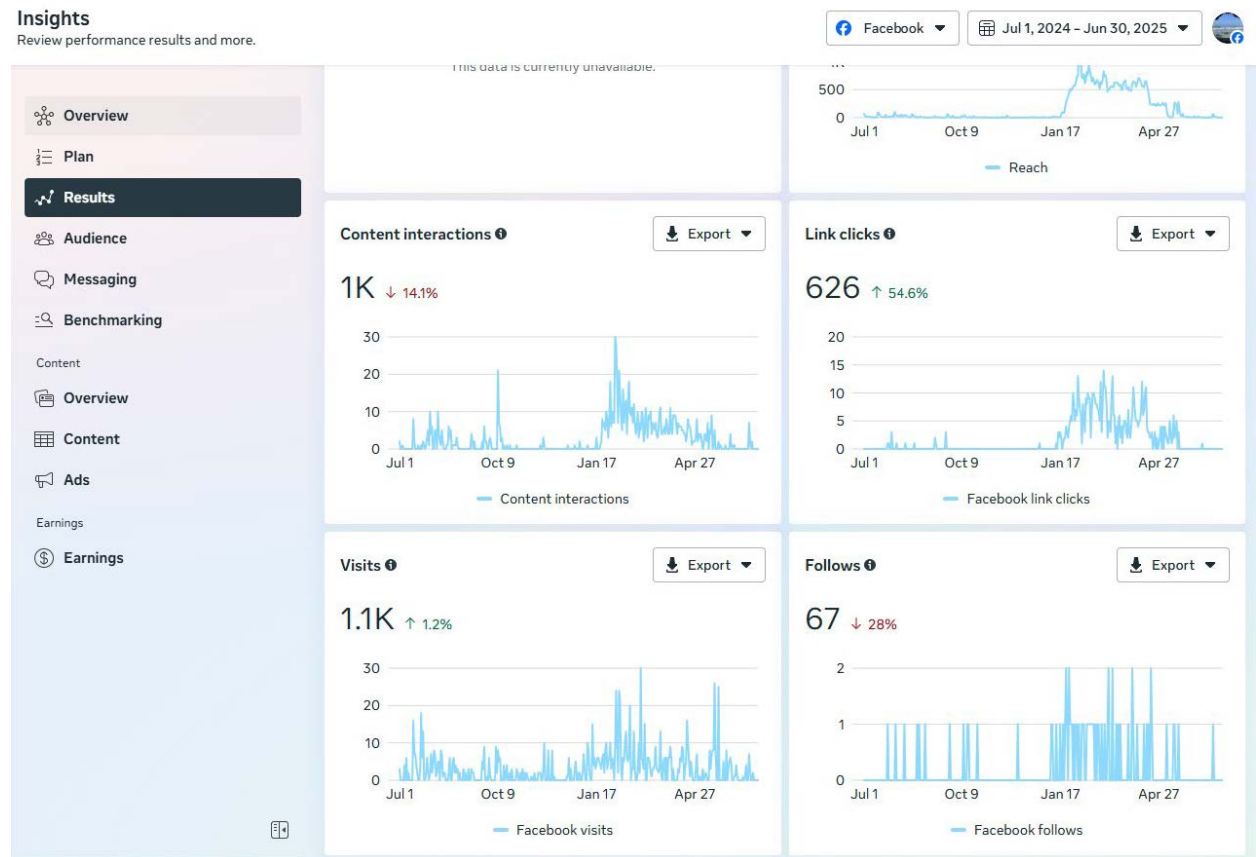 Insights
Review performance results and more.
Facebook
Jul 1, 2024 – Jun 30, 2025
Overview
Plan
Results
Audience
Messaging
Benchmarking
Content
Overview
Content
Ads
Earnings
Earnings
This data is currently unavailable.
1K
500
0
Jul 1 Oct 9 Jan 17 Apr 27
Reach
Content interactions
Export
1K ↓ 14.1%
30
20
10
0
Jul 1 Oct 9 Jan 17 Apr 27
Content interactions
Link clicks
Export
626 ↑ 54.6%
20
15
10
5
0
Jul 1 Oct 9 Jan 17 Apr 27
Facebook link clicks
Visits
Export
1.1K ↑ 1.2%
30
20
10
0
Jul 1 Oct 9 Jan 17 Apr 27
Facebook visits
Follows
Export
67 ↓ 28%
2
1
0
Jul 1 Oct 9 Jan 17 Apr 27
Facebook follows